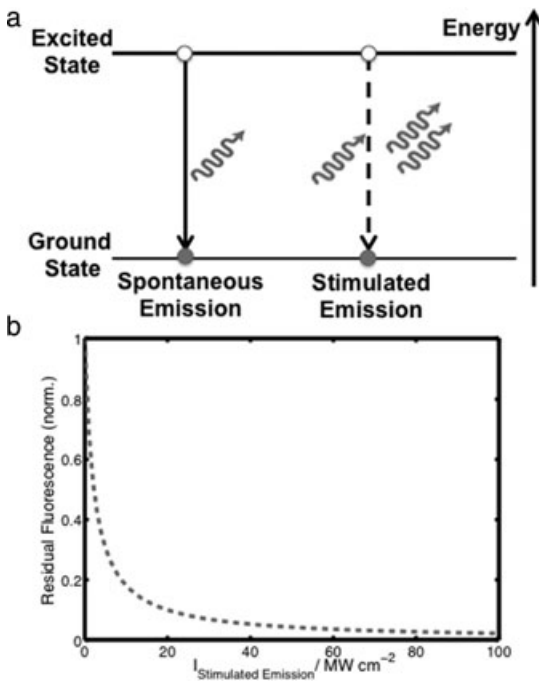 a
Excited
State
Energy
Ground
State
Spontaneous
Emission
Stimulated
Emission
b
Residual Fluorescence (norm.)
1
0.8
0.6
0.4
0.2
0
0
20
40
60
80
100
I Stimulated Emission / MW cm⁻²